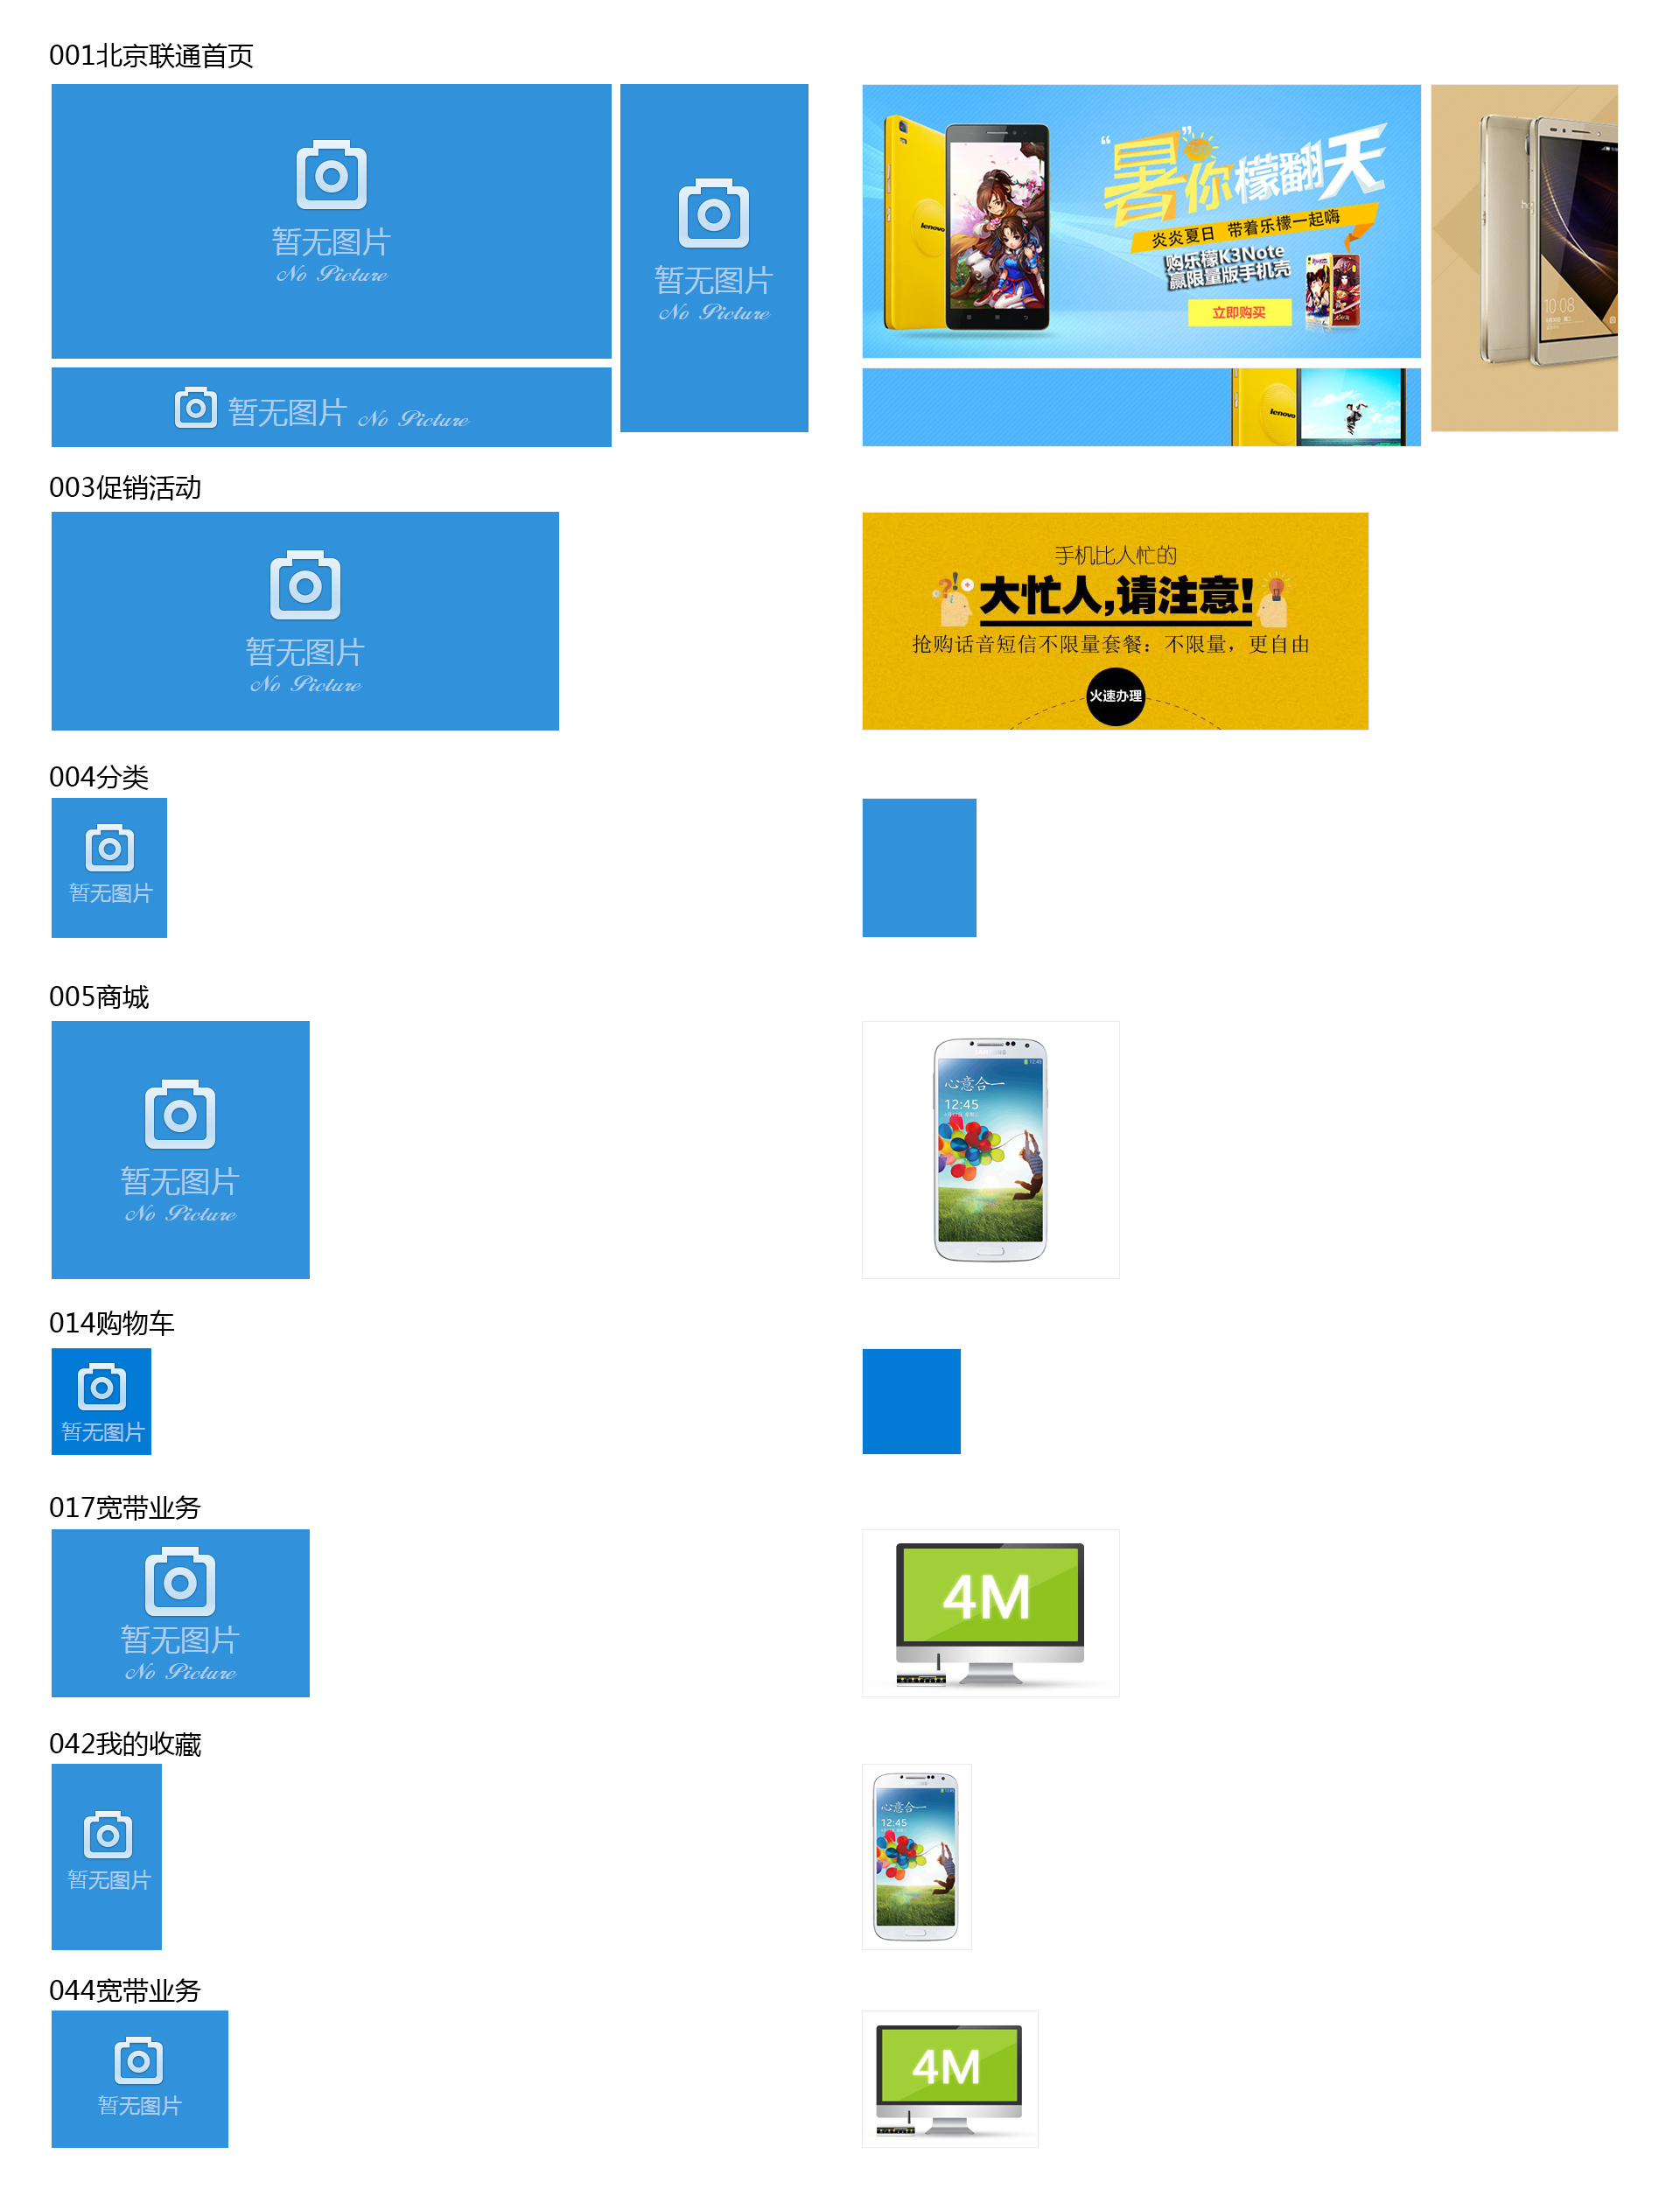 001北京联通首页
暂无图片
No Picture
暂无图片
No Picture
暂无图片 No Picture
lenovo
“暑”你檬翻天
炎炎夏日 带着乐檬一起嗨
购乐檬K3Note
赢限量版手机壳
立即购买
lenovo
10:08
003促销活动
暂无图片
No Picture
手机比人忙的
大忙人,请注意!
抢购话音短信不限量套餐：不限量，更自由
火速办理
004分类
暂无图片
005商城
暂无图片
No Picture
心意合一
12:45
014购物车
暂无图片
017宽带业务
暂无图片
No Picture
4M
042我的收藏
暂无图片
心意合一
12:45
044宽带业务
暂无图片
4M